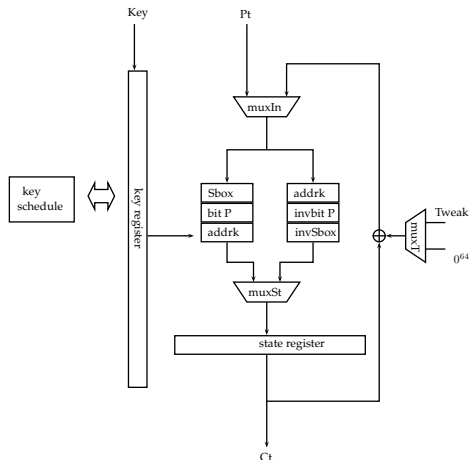 Key
Pt
muxIn
key
schedule
key register
Sbox
bit P
addrk
addrk
invbit P
invSbox
Tweak
muxT
0^64
muxSt
state register
Ct